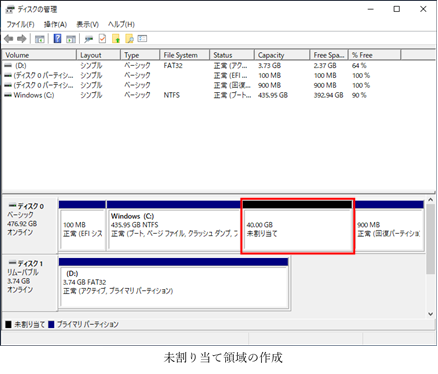 ディスクの管理
ファイル(F) 操作(A) 表示(V) ヘルプ(H)
Volume Layout Type File System Status Capacity Free Spa... % Free
(D:) シンプル ベーシック FAT32 正常 (アク... 3.73 GB 2.37 GB 64 %
(ディスク 0 パーティシ... シンプル ベーシック 正常 (EFI ... 100 MB 100 MB 100 %
(ディスク 0 パーティシ... シンプル ベーシック 正常 (回復... 900 MB 900 MB 100 %
Windows (C:) シンプル ベーシック NTFS 正常 (ブート... 435.95 GB 392.94 GB 90 %
ディスク 0
ベーシック
476.92 GB
オンライン
100 MB
正常 (EFI シス
Windows (C:)
435.95 GB NTFS
正常 (ブート, ページ ファイル, クラッシュ ダンプ, プ
40.00 GB
未割り当て
900 MB
正常 (回復パーティション
ディスク 1
リムーバブル
3.74 GB
オンライン
(D:)
3.74 GB FAT32
正常 (アクティブ, プライマリ パーティション)
未割り当て プライマリ パーティション
未割り当て領域の作成